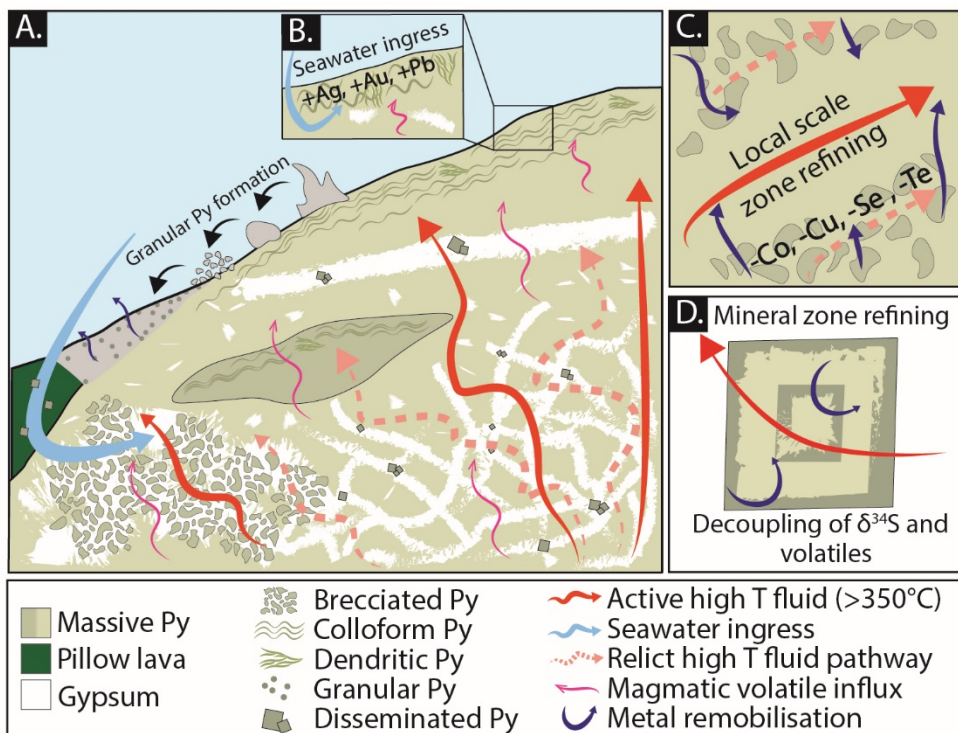 A.
B.
Seawater ingress
+Ag, +Au, +Pb
Granular Py formation
C.
Local scale
zone refining
-Co,-Cu, -Se ,-Te
D.
Mineral zone refining
Decoupling of δ³⁴S and
volatiles
Massive Py
Pillow lava
Gypsum
Brecciated Py
Colloform Py
Dendritic Py
Granular Py
Disseminated Py
Active high T fluid (>350°C)
Seawater ingress
Relict high T fluid pathway
Magmatic volatile influx
Metal remobilisation